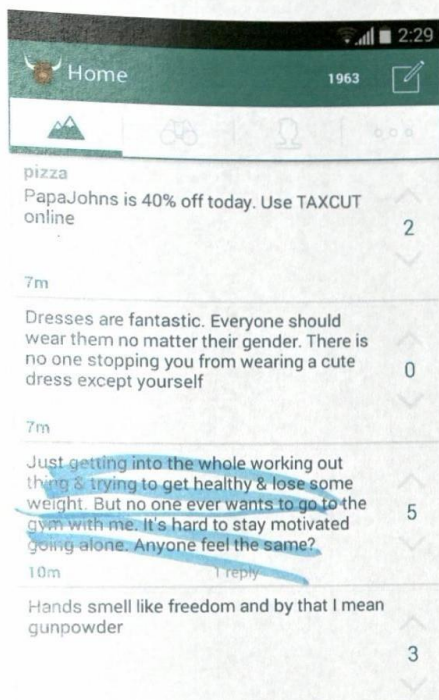 2:29
Home
1963
pizza
PapaJohns is 40% off today. Use TAXCUT
online
2
7m
Dresses are fantastic. Everyone should
wear them no matter their gender. There is
no one stopping you from wearing a cute
dress except yourself
0
7m
Just getting into the whole working out
thing & trying to get healthy & lose some
weight. But no one ever wants to go to the
gym with me. It's hard to stay motivated
going alone. Anyone feel the same?
5
10m
1 reply
Hands smell like freedom and by that I mean
gunpowder
3